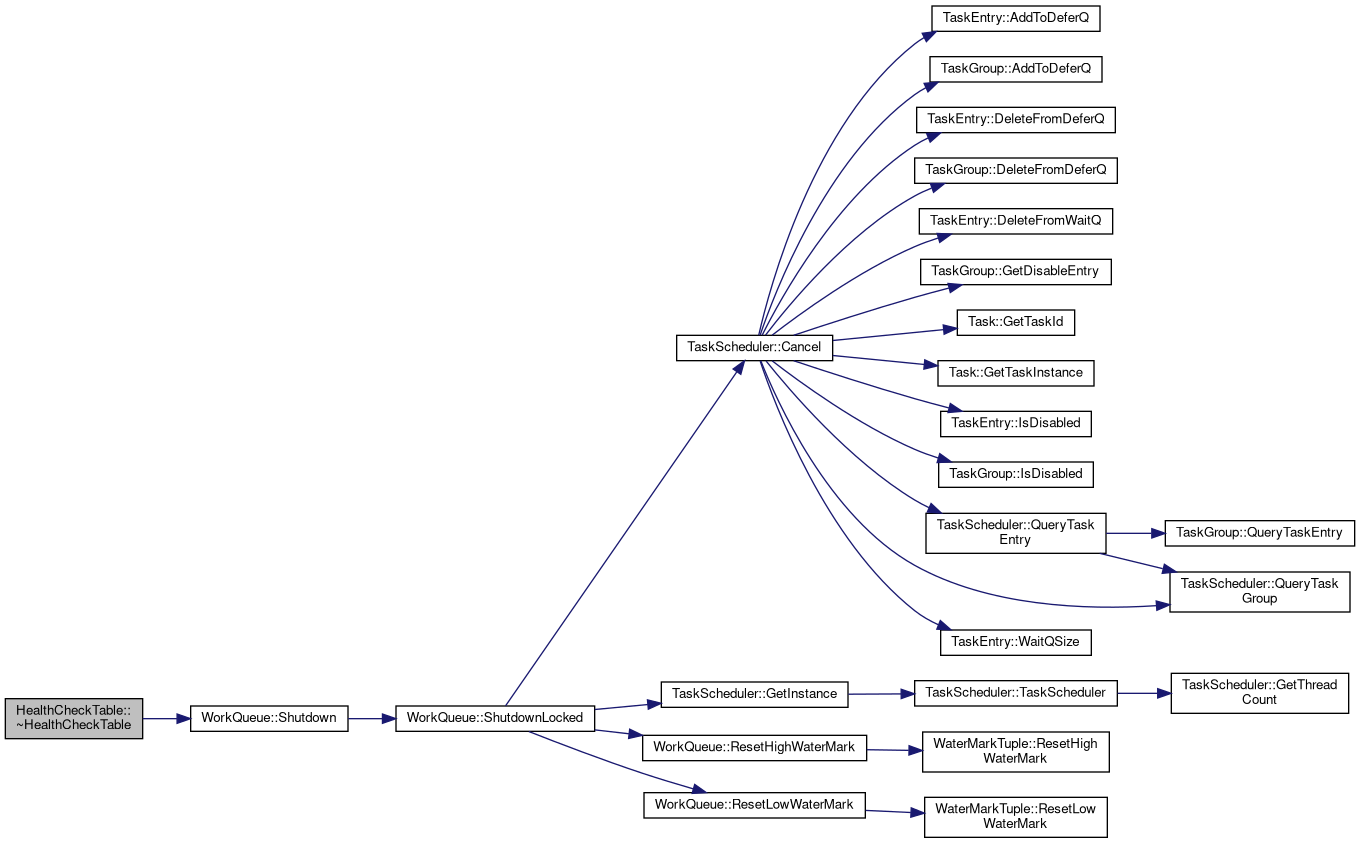 TaskEntry::AddToDeferQ
TaskGroup::AddToDeferQ
TaskEntry::DeleteFromDeferQ
TaskGroup::DeleteFromDeferQ
TaskEntry::DeleteFromWaitQ
TaskGroup::GetDisableEntry
Task::GetTaskId
TaskScheduler::Cancel
Task::GetTaskInstance
TaskEntry::IsDisabled
TaskGroup::IsDisabled
TaskScheduler::QueryTask
Entry
TaskGroup::QueryTaskEntry
TaskScheduler::QueryTask
Group
TaskEntry::WaitQSize
HealthCheckTable::
~HealthCheckTable
WorkQueue::Shutdown
WorkQueue::ShutdownLocked
TaskScheduler::GetInstance
TaskScheduler::TaskScheduler
TaskScheduler::GetThread
Count
WorkQueue::ResetHighWaterMark
WaterMarkTuple::ResetHigh
WaterMark
WorkQueue::ResetLowWaterMark
WaterMarkTuple::ResetLow
WaterMark